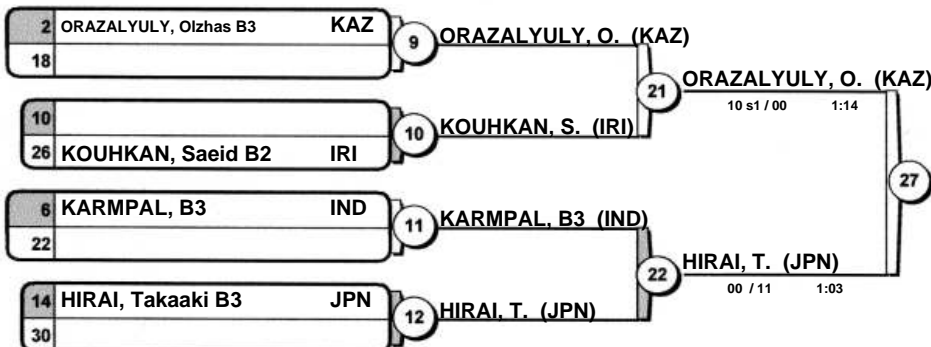 2 ORAZALYULY, Olzhas B3 KAZ
18
9 ORAZALYULY, O. (KAZ)
21 ORAZALYULY, O. (KAZ)
10 s1 / 00 1:14
10
26 KOUHKAN, Saeid B2 IRI
10 KOUHKAN, S. (IRI)
27
6 KARMPAL, B3 IND
22
11 KARMPAL, B3 (IND)
22 HIRAI, T. (JPN)
00 / 11 1:03
14 HIRAI, Takaaki B3 JPN
30
12 HIRAI, T. (JPN)